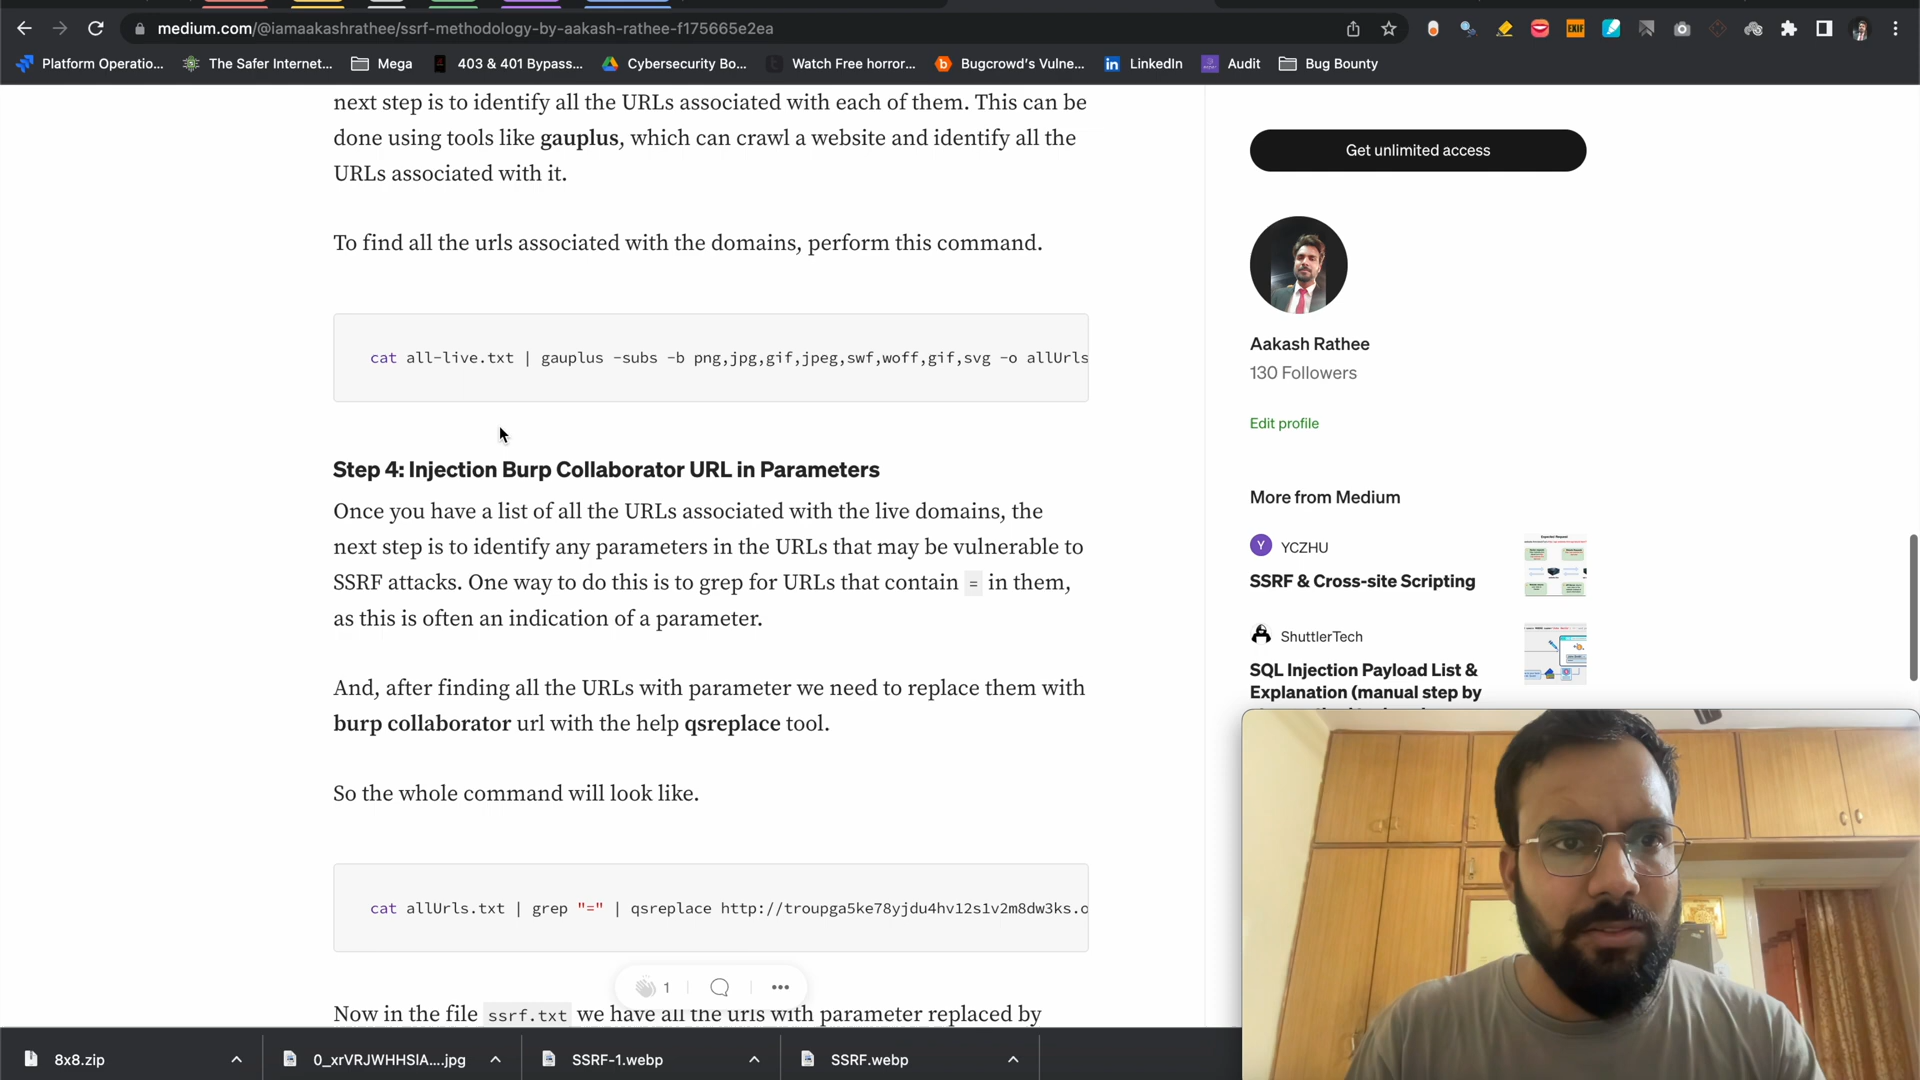 medium.com/@iamaakashrathee/ssrf-methodology-by-aakash-rathee-f175665e2ea
EXIF
Platform Operatio...
The Safer Internet...
Mega
403 & 401 Bypass...
Cybersecurity Bo...
Watch Free horror...
Bugcrowd's Vulne...
LinkedIn
Audit
Bug Bounty
next step is to identify all the URLs associated with each of them. This can be
done using tools like gauplus, which can crawl a website and identify all the
URLs associated with it.
To find all the urls associated with the domains, perform this command.
cat all-live.txt | gauplus -subs -b png,jpg,gif,jpeg,swf,woff,gif,svg -o allUrls
Step 4: Injection Burp Collaborator URL in Parameters
Once you have a list of all the URLs associated with the live domains, the
next step is to identify any parameters in the URLs that may be vulnerable to
SSRF attacks. One way to do this is to grep for URLs that contain = in them,
as this is often an indication of a parameter.
And, after finding all the URLs with parameter we need to replace them with
burp collaborator url with the help qsreplace tool.
So the whole command will look like.
cat allUrls.txt | grep "=" | qsreplace http://troupga5ke78yjdu4hv12s1v2m8dw3ks.o
1
Now in the file ssrf.txt we have all the urls with parameter replaced by
Get unlimited access
Aakash Rathee
130 Followers
Edit profile
More from Medium
Y YCZHU
SSRF & Cross-site Scripting
ShuttlerTech
SQL Injection Payload List &
Explanation (manual step by
8x8.zip
0_xrVRJWHHSIA....jpg
SSRF-1.webp
SSRF.webp